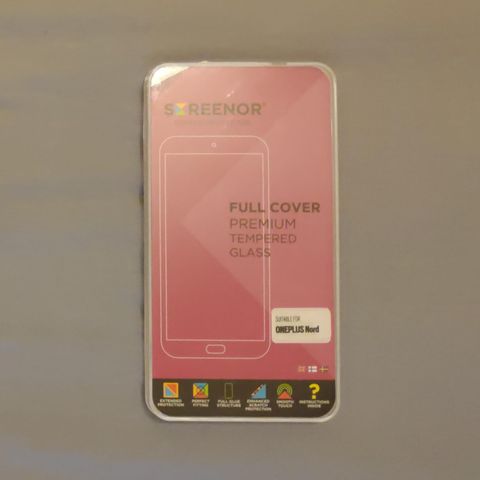 SCREENOR
FULL COVER
PREMIUM
TEMPERED
GLASS
SUITABLE FOR
ONEPLUS Nord
EXTENDED
PROTECTION
PERFECT
FITTING
FULL GLUE
STRUCTURE
ENHANCED
SCRATCH
PROTECTION
SMOOTH
TOUCH
?
INSTRUCTIONS
INSIDE